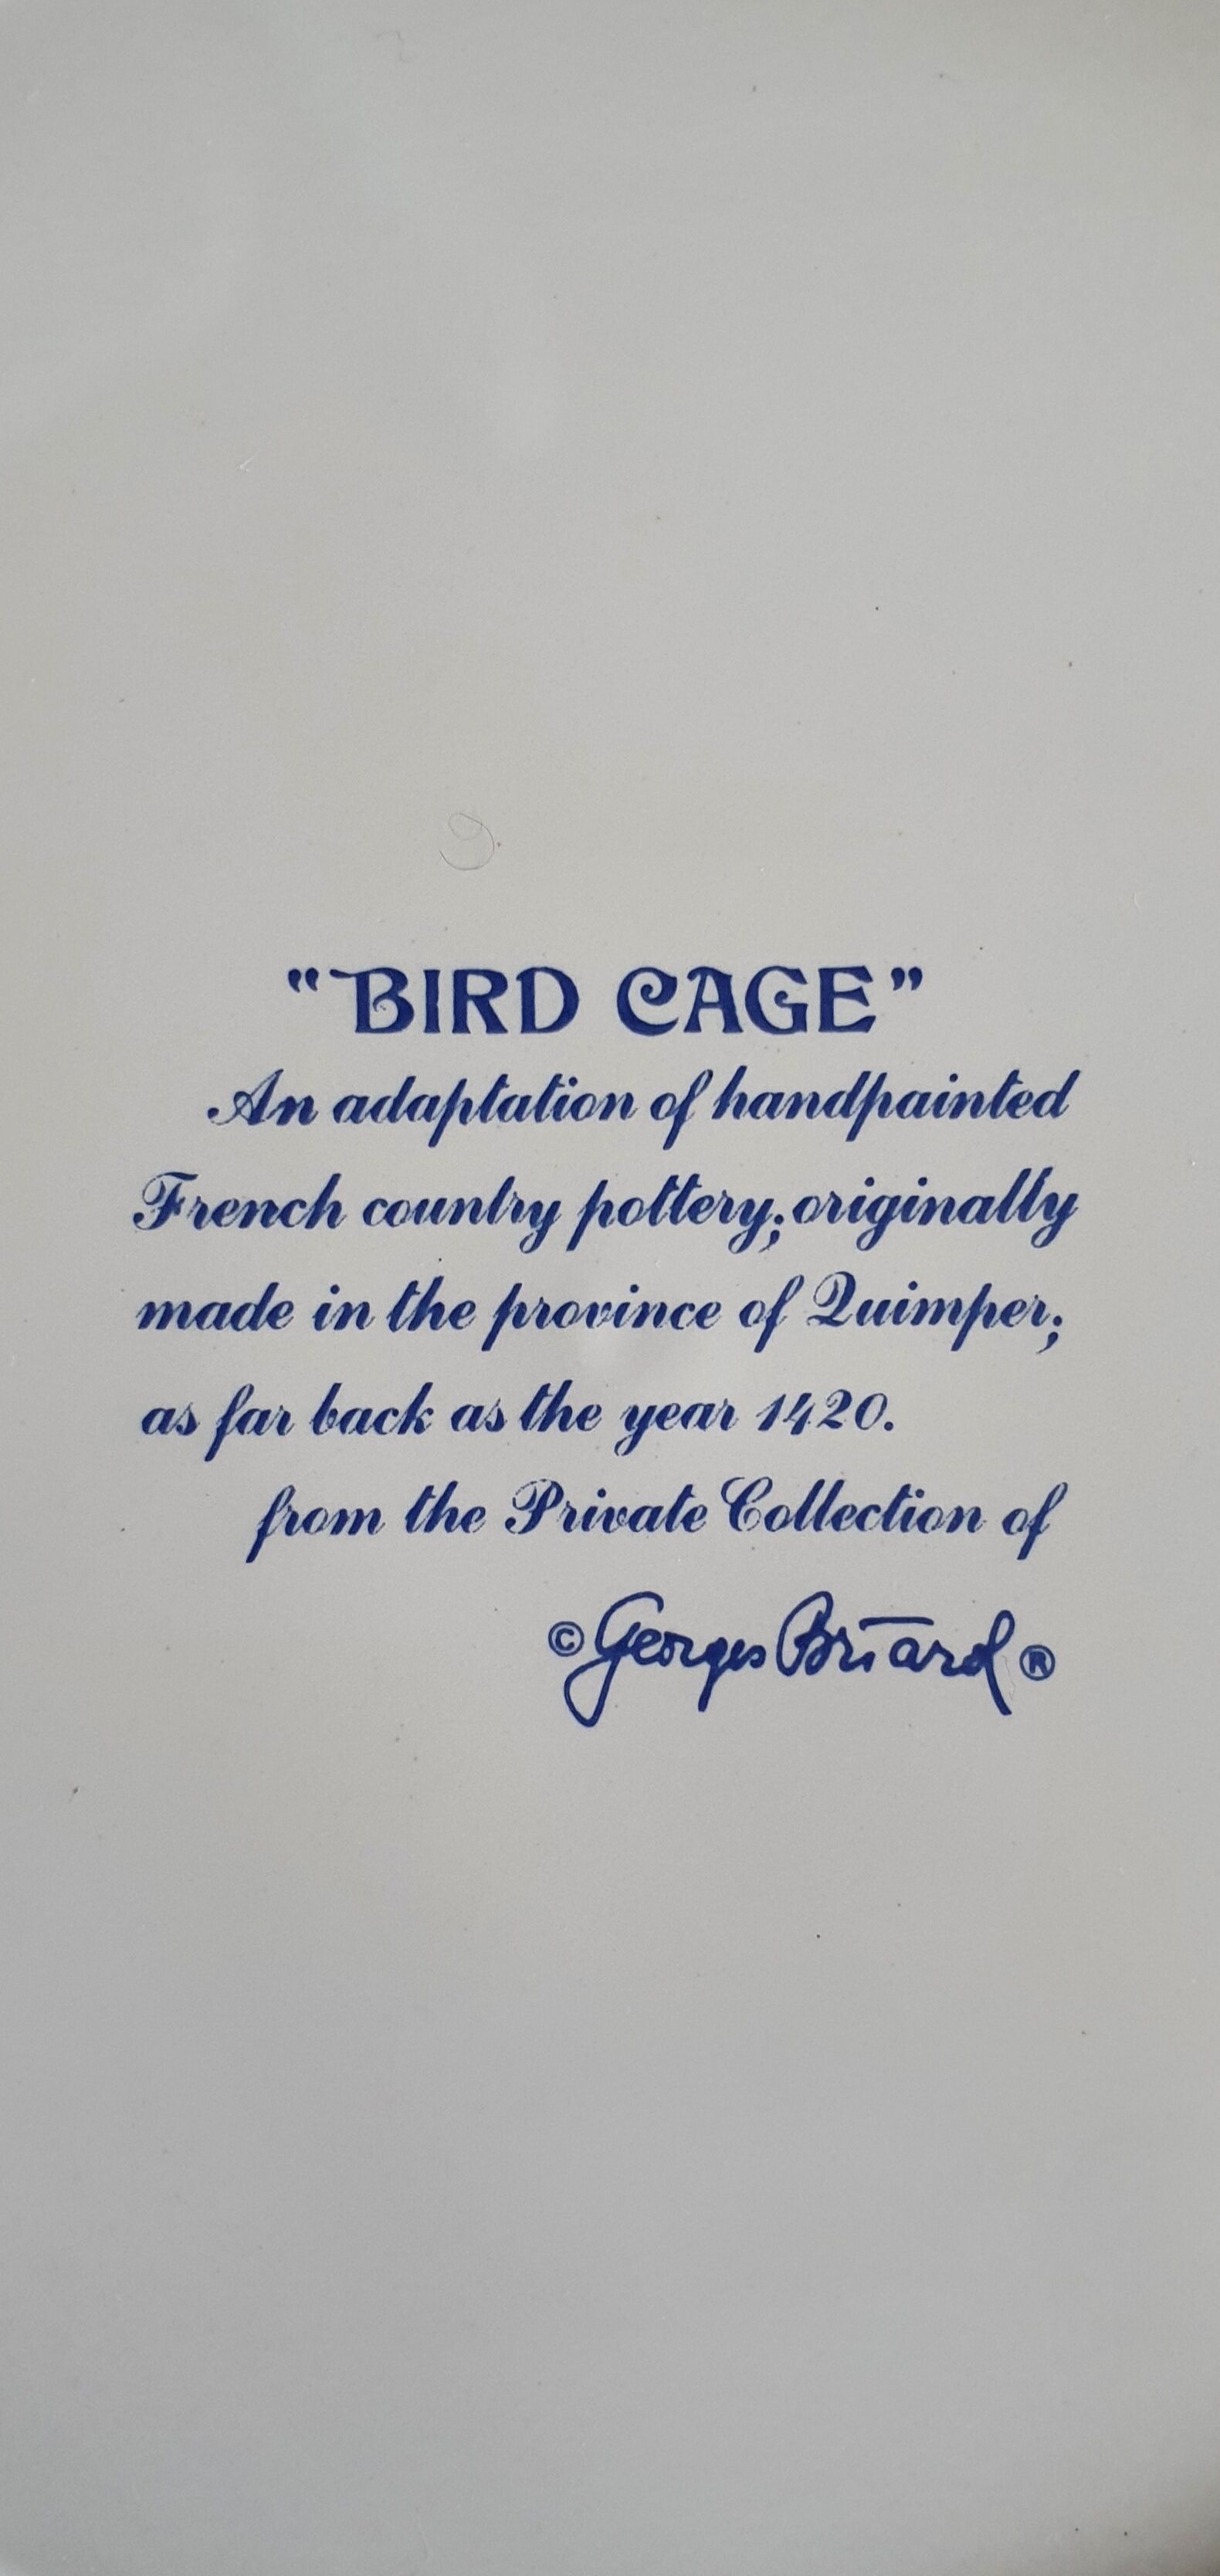 "BIRD CAGE"
An adaptation of handpainted
French country pottery; originally
made in the province of Quimper;
as far back as the year 1420.
from the Private Collection of
© Georges Briard ®